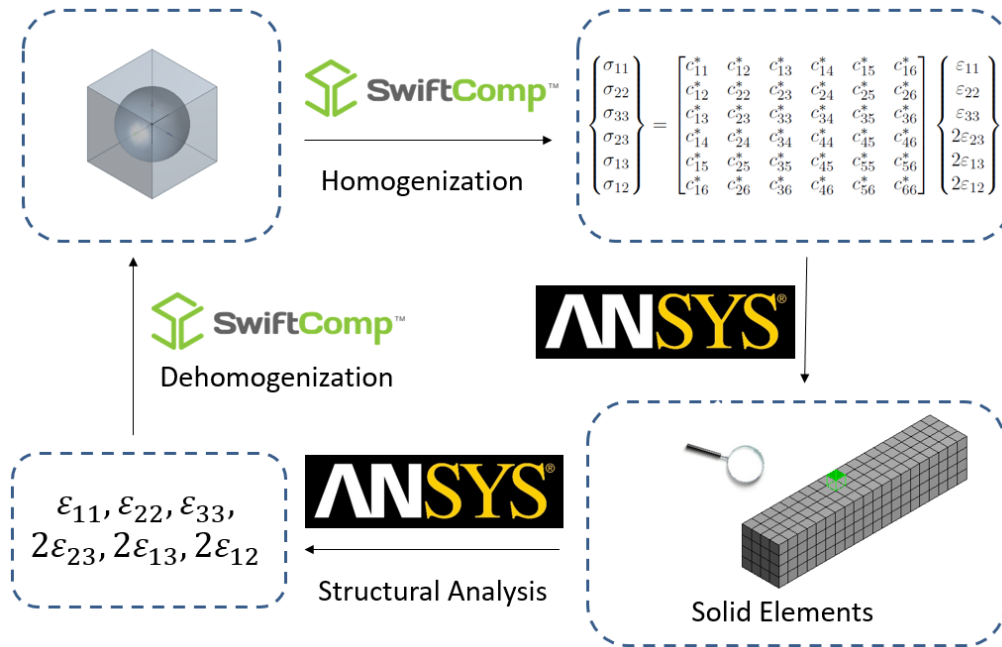 SwiftComp™
Homogenization
σ₁₁ c*₁₁ c*₁₂ c*₁₃ c*₁₄ c*₁₅ c*₁₆ ε₁₁
σ₂₂ c*₁₂ c*₂₂ c*₂₃ c*₂₄ c*₂₅ c*₂₆ ε₂₂
σ₃₃ c*₁₃ c*₂₃ c*₃₃ c*₃₄ c*₃₅ c*₃₆ ε₃₃
σ₂₃ = c*₁₄ c*₂₄ c*₃₄ c*₄₄ c*₄₅ c*₄₆ 2ε₂₃
σ₁₃ c*₁₅ c*₂₅ c*₃₅ c*₄₅ c*₅₅ c*₅₆ 2ε₁₃
σ₁₂ c*₁₆ c*₂₆ c*₃₆ c*₄₆ c*₅₆ c*₆₆ 2ε₁₂
SwiftComp™
Dehomogenization
ANSYS®
ε₁₁, ε₂₂, ε₃₃,
2ε₂₃, 2ε₁₃, 2ε₁₂
ANSYS®
Structural Analysis
Solid Elements